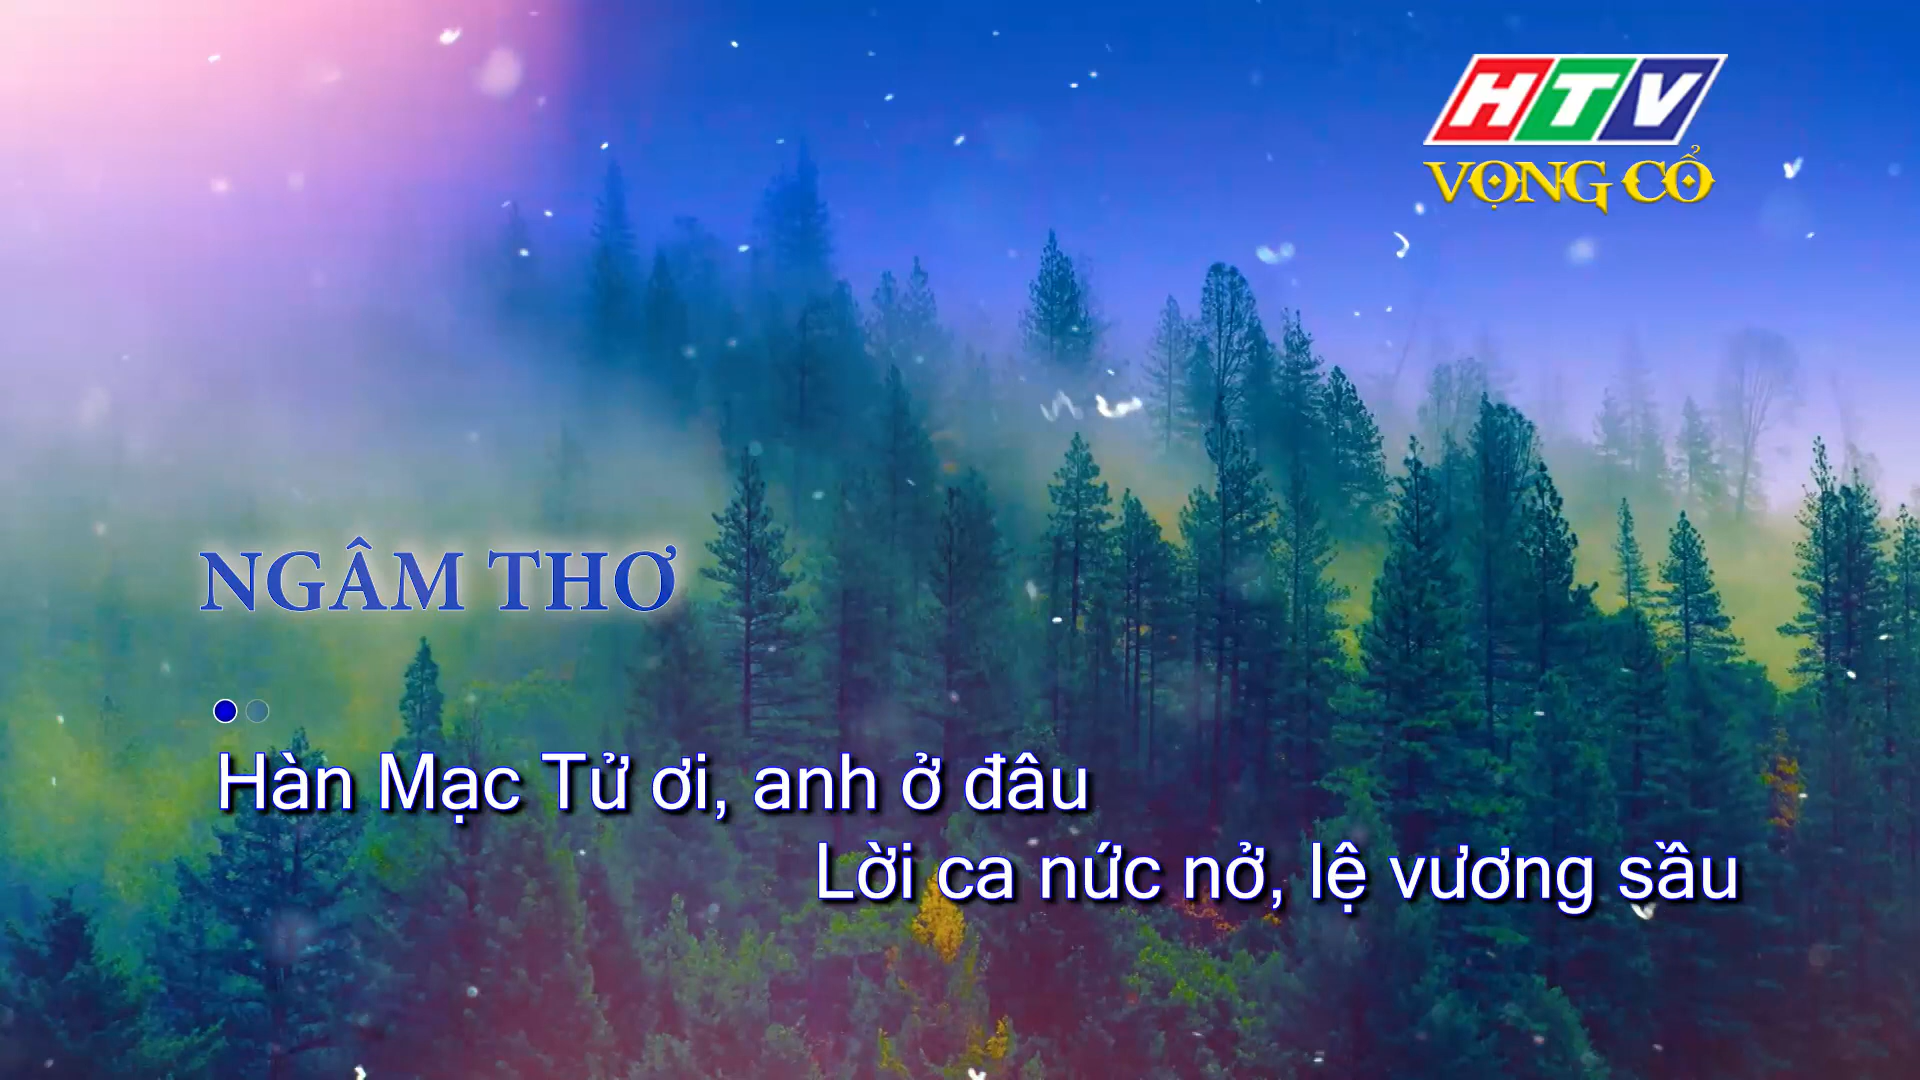 HTV
VỌNG CỔ
NGÂM THƠ
Hàn Mạc Tử ơi, anh ở đâu
Lời ca nức nở, lệ vương sầu